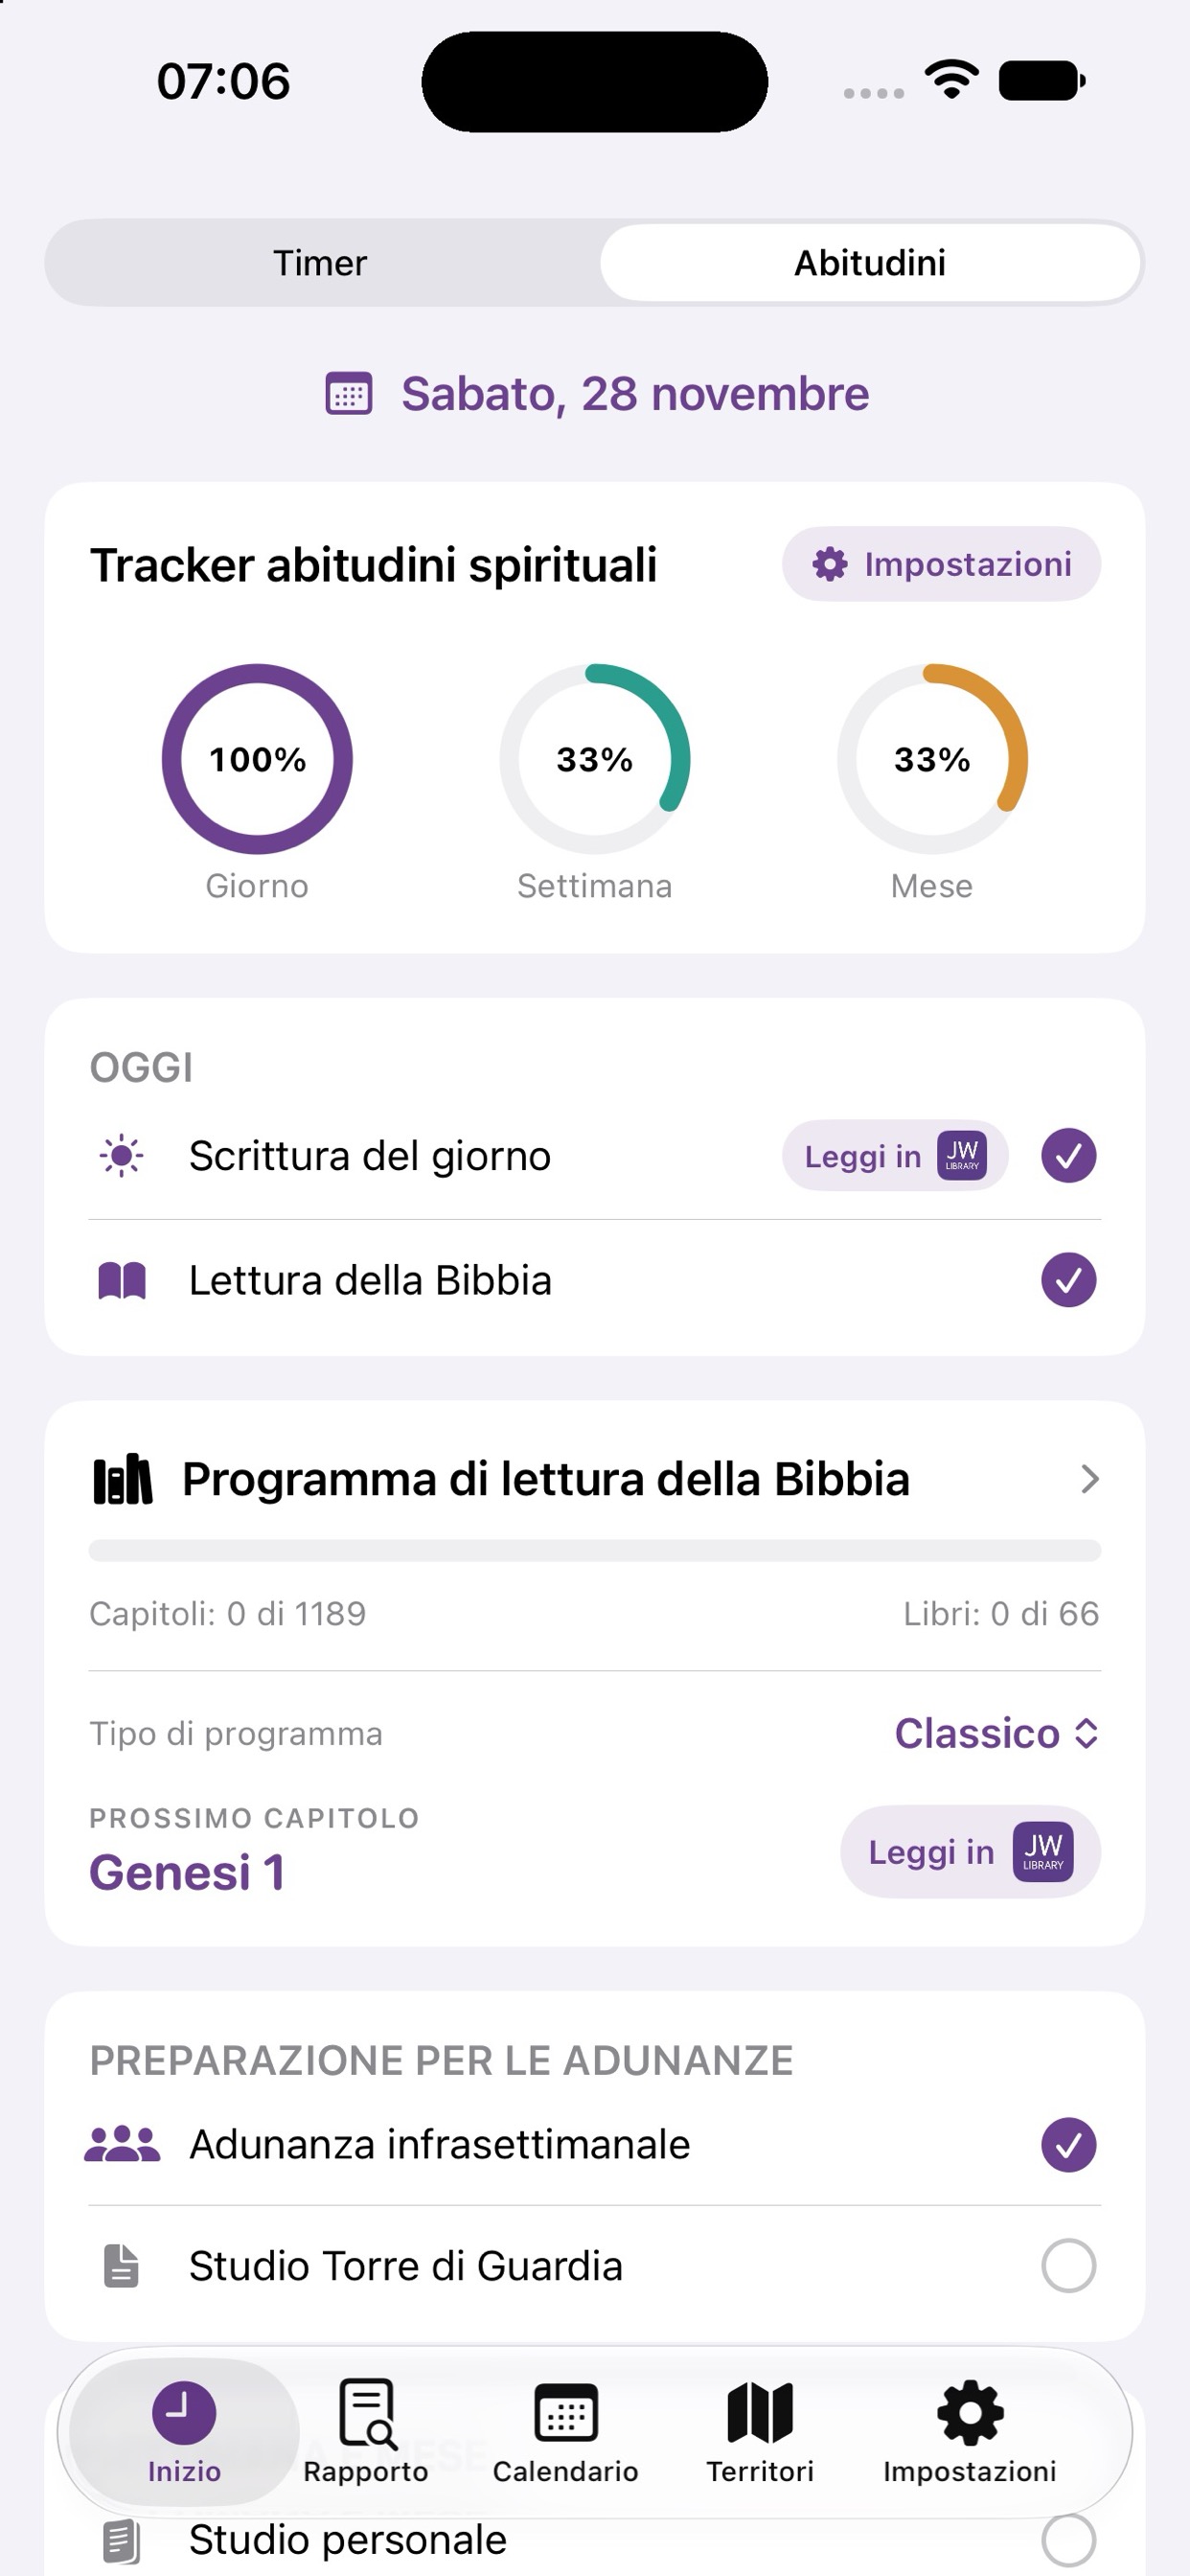 07:06
Timer
Abitudini
Sabato, 28 novembre
Tracker abitudini spirituali
Impostazioni
100%
33%
33%
Giorno
Settimana
Mese
OGGI
Scrittura del giorno
Leggi in
JW
LIBRARY
Lettura della Bibbia
Programma di lettura della Bibbia
Capitoli: 0 di 1189
Libri: 0 di 66
Tipo di programma
Classico
PROSSIMO CAPITOLO
Genesi 1
Leggi in
JW
LIBRARY
PREPARAZIONE PER LE ADUNANZE
Adunanza infrasettimanale
Studio Torre di Guardia
Inizio
Rapporto
Calendario
Territori
Impostazioni
Studio personale